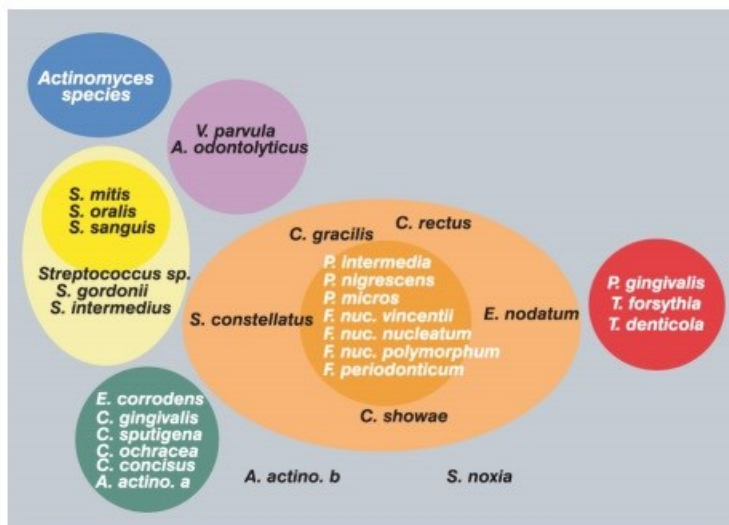 Actinomyces
species
V. parvula
A. odontolyticus
S. mitis
S. oralis
S. sanguis
Streptococcus sp.
S. gordonii
S. intermedius
C. rectus
C. gracilis
P. intermedia
P. nigrescens
P. micros
F. nuc. vincentii
F. nuc. nucleatum
F. nuc. polymorphum
F. periodonticum
S. constellatus
E. nodatum
C. showae
P. gingivalis
T. forsythia
T. denticola
E. corrodens
C. gingivalis
C. sputigena
C. ochracea
C. concisus
A. actino. a
A. actino. b
S. noxia